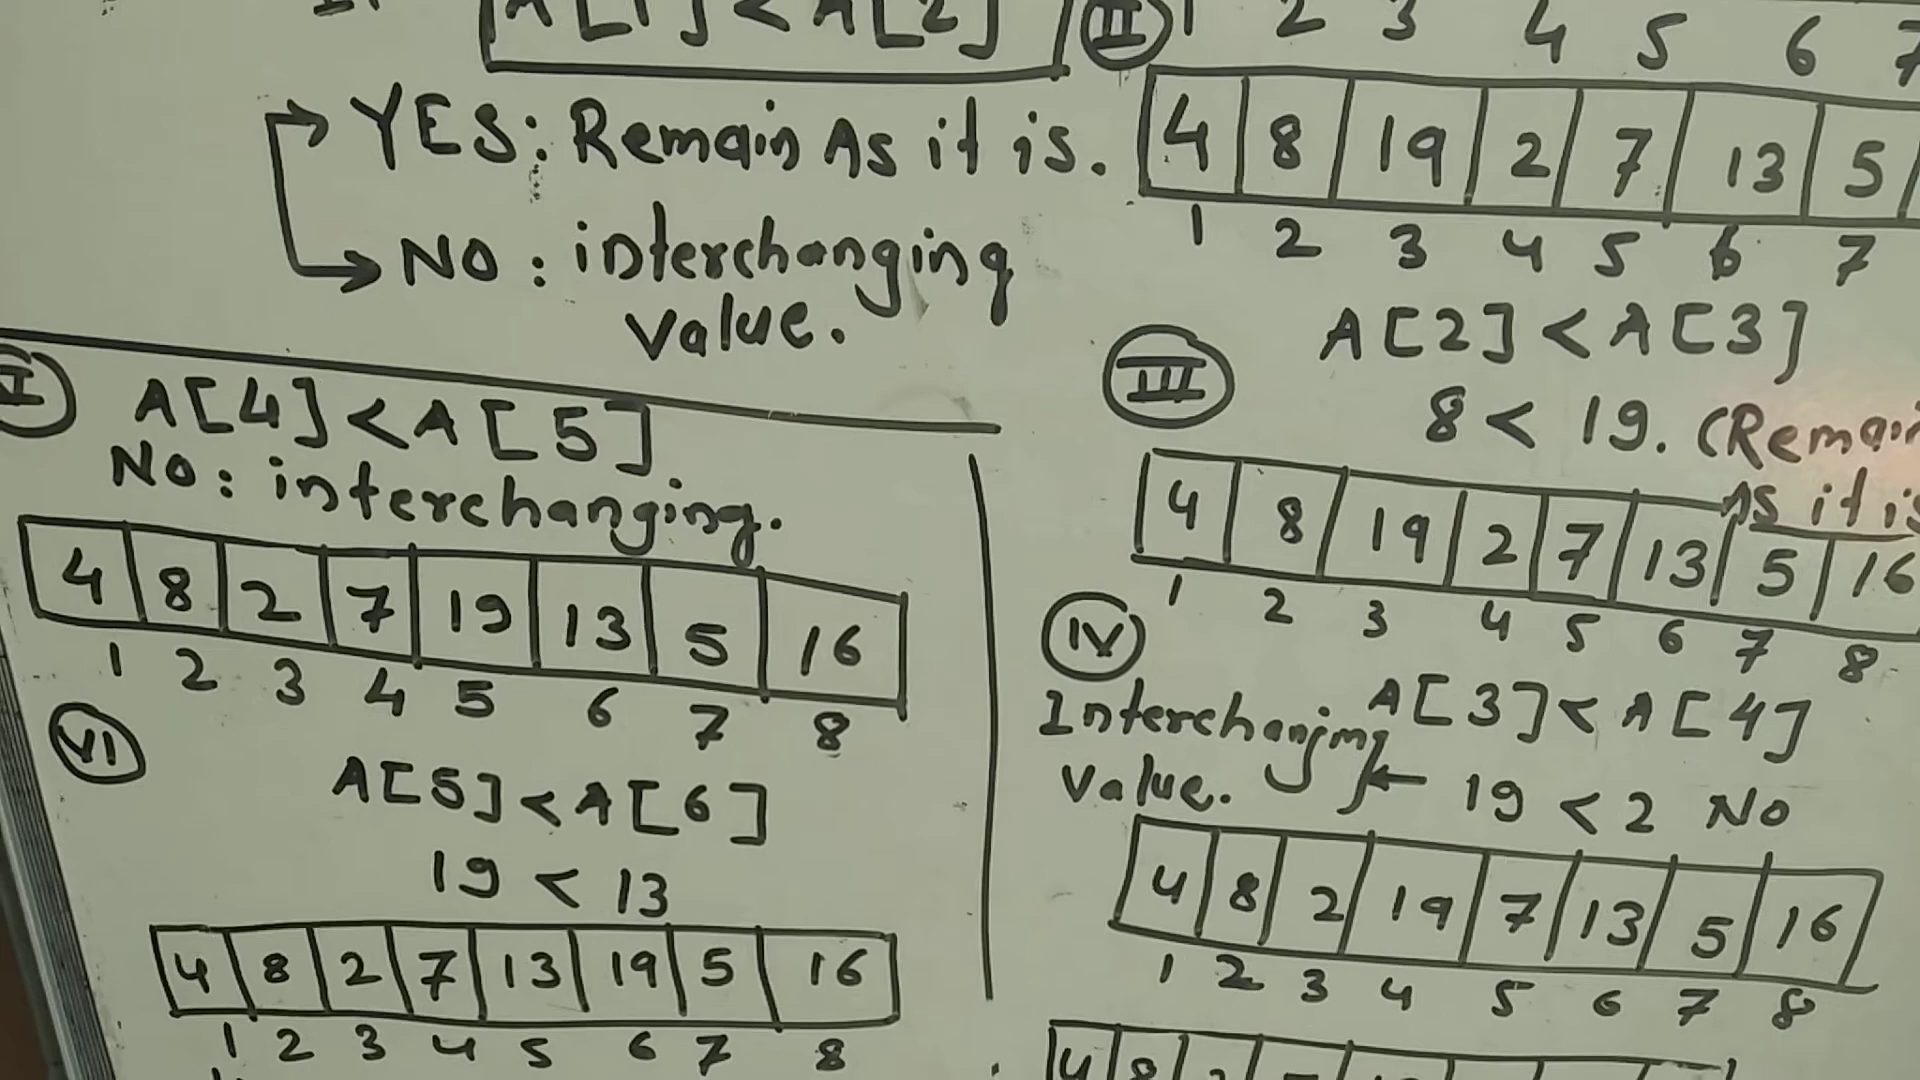 A[1] < A[2]
YES: Remain As it is.
NO: interchanging
value.
A[4] < A[5]
NO: interchanging.
4 8 2 7 19 13 5 16
1 2 3 4 5 6 7 8
VI
A[5] < A[6]
19 < 13
4 8 2 7 13 19 5 16
1 2 3 4 5 6 7 8
II
1 2 3 4 5 6 7
4 8 19 2 7 13 5
1 2 3 4 5 6 7
III
A[2] < A[3]
8 < 19. (Remain
As it is
4 8 19 2 7 13 5 16
1 2 3 4 5 6 7 8
IV
A[3] < A[4]
Interchanging
value. ← 19 < 2 NO
4 8 2 19 7 13 5 16
1 2 3 4 5 6 7 8
4 8